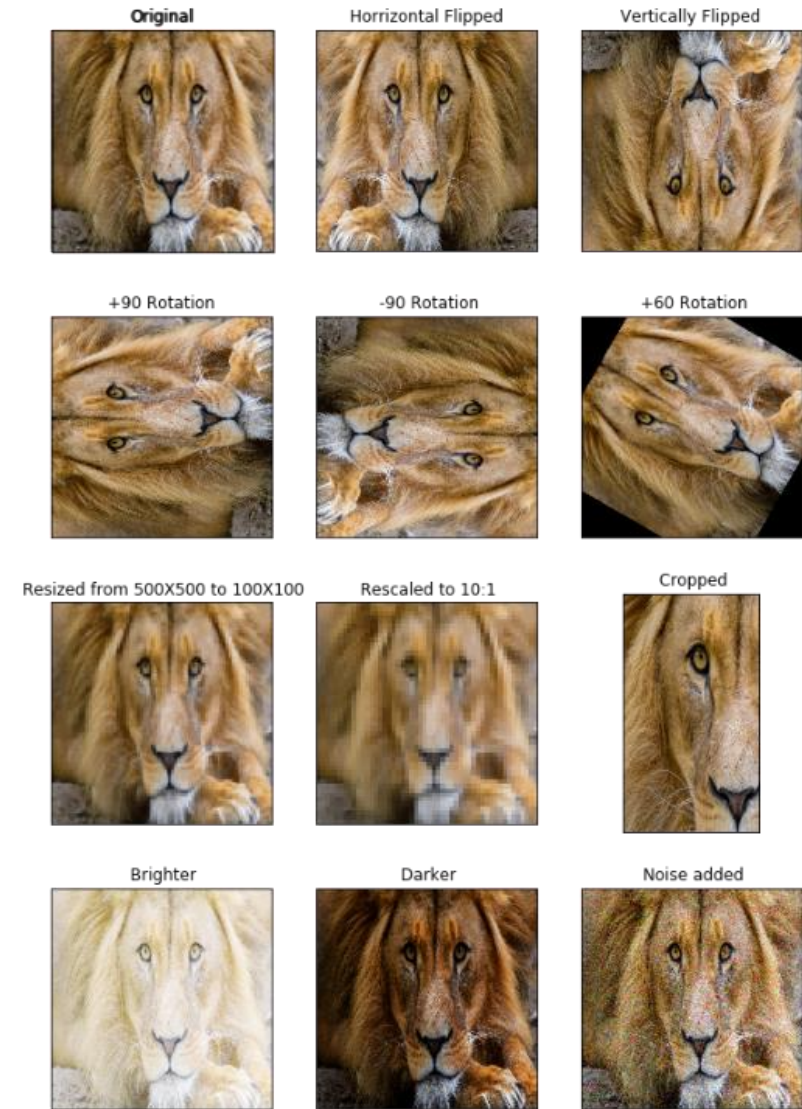 Original
Horrizontal Flipped
Vertically Flipped
+90 Rotation
-90 Rotation
+60 Rotation
Resized from 500X500 to 100X100
Rescaled to 10:1
Cropped
Brighter
Darker
Noise added